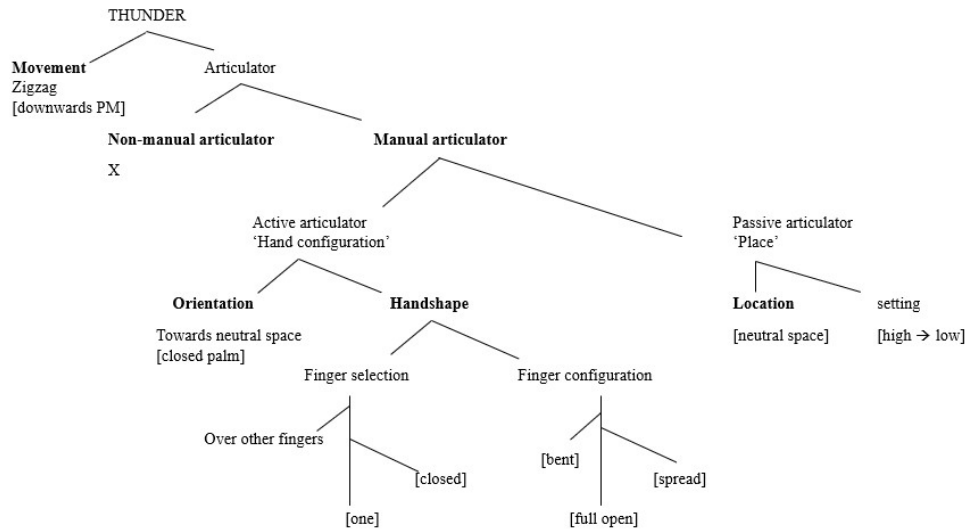 THUNDER
Movement
Zigzag
[downwards PM]
Articulator
Non-manual articulator
X
Manual articulator
Active articulator
‘Hand configuration’
Passive articulator
‘Place’
Orientation
Towards neutral space
[closed palm]
Handshape
Location
[neutral space]
setting
[high → low]
Finger selection
Finger configuration
Over other fingers
[closed]
[one]
[bent]
[spread]
[full open]